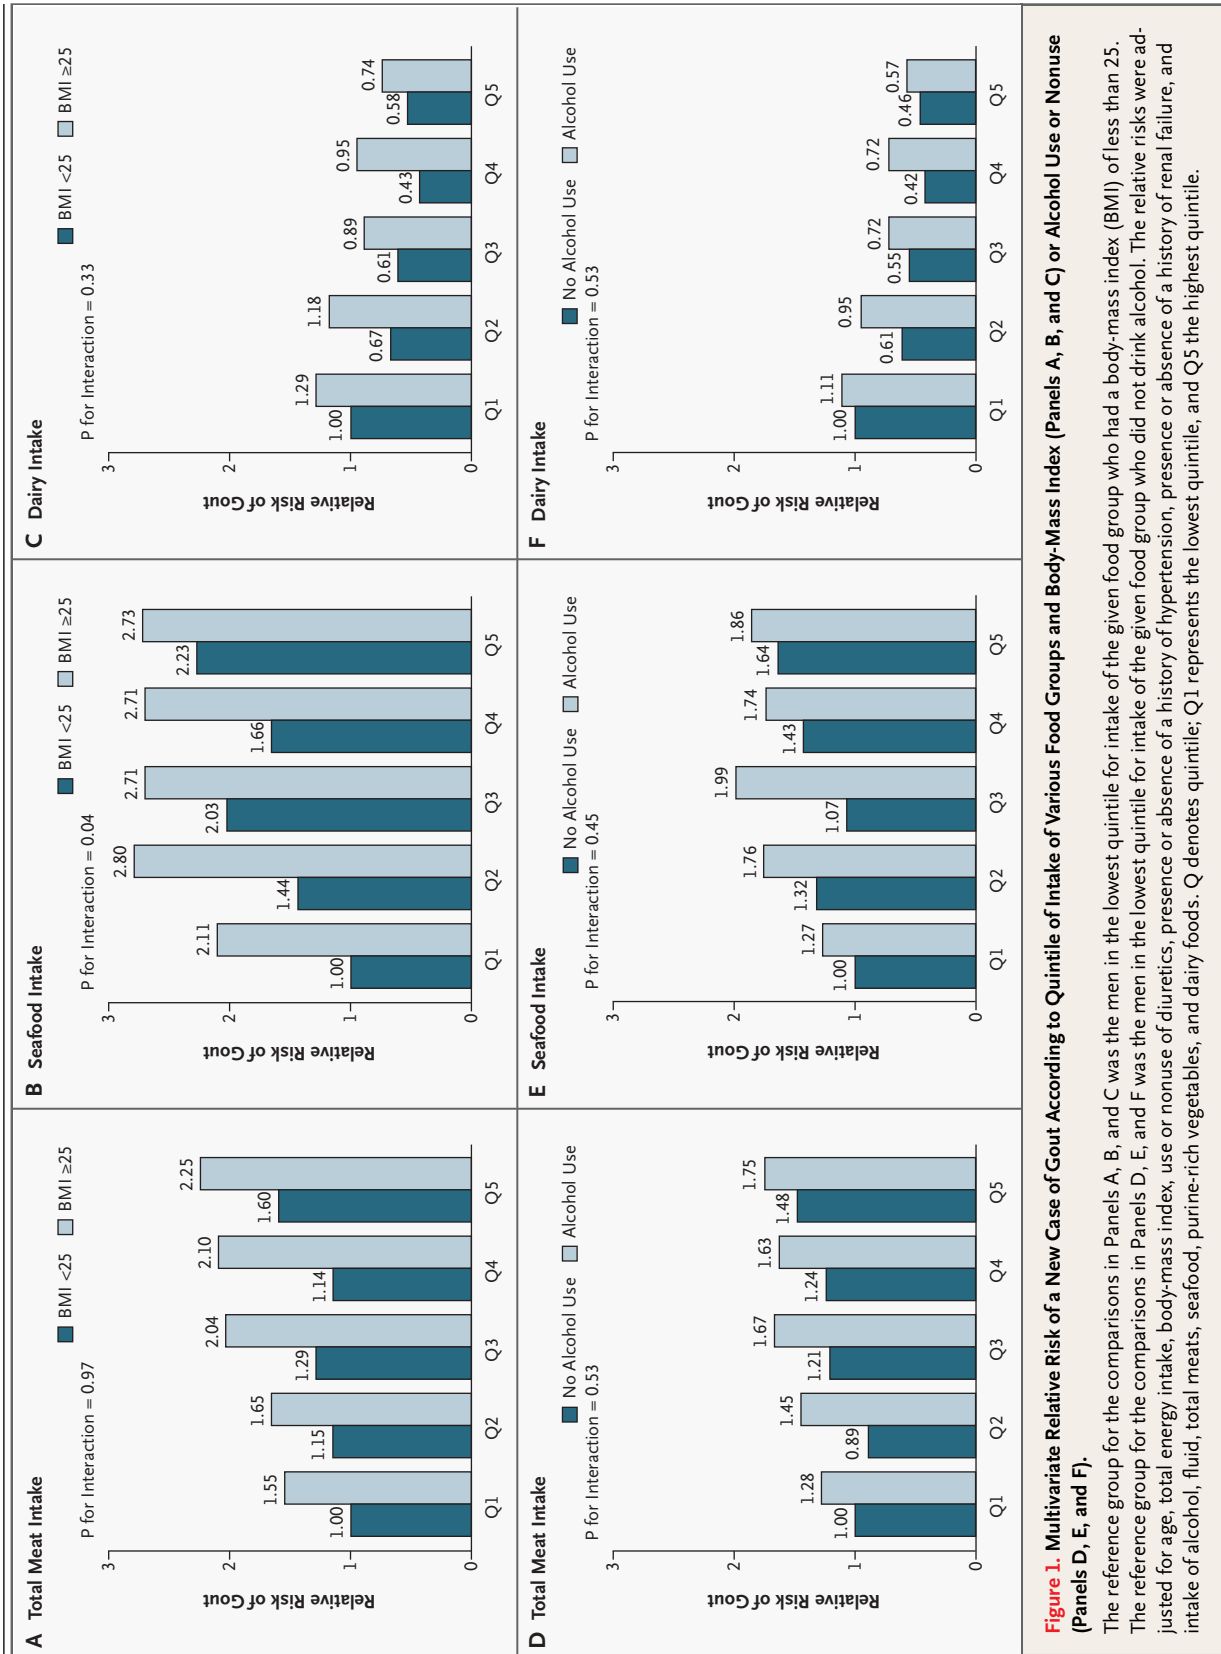 A Total Meat Intake
BMI <25 BMI ≥25
P for Interaction = 0.97
Relative Risk of Gout
3
2
1
0
1.00 1.55 1.15 1.65 1.29 2.04 1.14 2.10 1.60 2.25
Q1 Q2 Q3 Q4 Q5
B Seafood Intake
BMI <25 BMI ≥25
P for Interaction = 0.04
Relative Risk of Gout
3
2
1
0
1.00 2.11 1.44 2.80 2.03 2.71 1.66 2.71 2.23 2.73
Q1 Q2 Q3 Q4 Q5
C Dairy Intake
BMI <25 BMI ≥25
P for Interaction = 0.33
Relative Risk of Gout
3
2
1
0
1.00 1.29 0.67 1.18 0.61 0.89 0.43 0.95 0.58 0.74
Q1 Q2 Q3 Q4 Q5
D Total Meat Intake
No Alcohol Use Alcohol Use
P for Interaction = 0.53
Relative Risk of Gout
3
2
1
0
1.00 1.28 0.89 1.45 1.21 1.67 1.24 1.63 1.48 1.75
Q1 Q2 Q3 Q4 Q5
E Seafood Intake
No Alcohol Use Alcohol Use
P for Interaction = 0.45
Relative Risk of Gout
3
2
1
0
1.00 1.27 1.32 1.76 1.07 1.99 1.43 1.74 1.64 1.86
Q1 Q2 Q3 Q4 Q5
F Dairy Intake
No Alcohol Use Alcohol Use
P for Interaction = 0.53
Relative Risk of Gout
3
2
1
0
1.00 1.11 0.61 0.95 0.55 0.72 0.42 0.72 0.46 0.57
Q1 Q2 Q3 Q4 Q5
Figure 1. Multivariate Relative Risk of a New Case of Gout According to Quintile of Intake of Various Food Groups and Body-Mass Index (Panels A, B, and C) or Alcohol Use or Nonuse
(Panels D, E, and F).
The reference group for the comparisons in Panels A, B, and C was the men in the lowest quintile for intake of the given food group who had a body-mass index (BMI) of less than 25.
The reference group for the comparisons in Panels D, E, and F was the men in the lowest quintile for intake of the given food group who did not drink alcohol. The relative risks were ad-
justed for age, total energy intake, body-mass index, use or nonuse of diuretics, presence or absence of a history of hypertension, presence or absence of a history of renal failure, and
intake of alcohol, fluid, total meats, seafood, purine-rich vegetables, and dairy foods. Q denotes quintile; Q1 represents the lowest quintile, and Q5 the highest quintile.